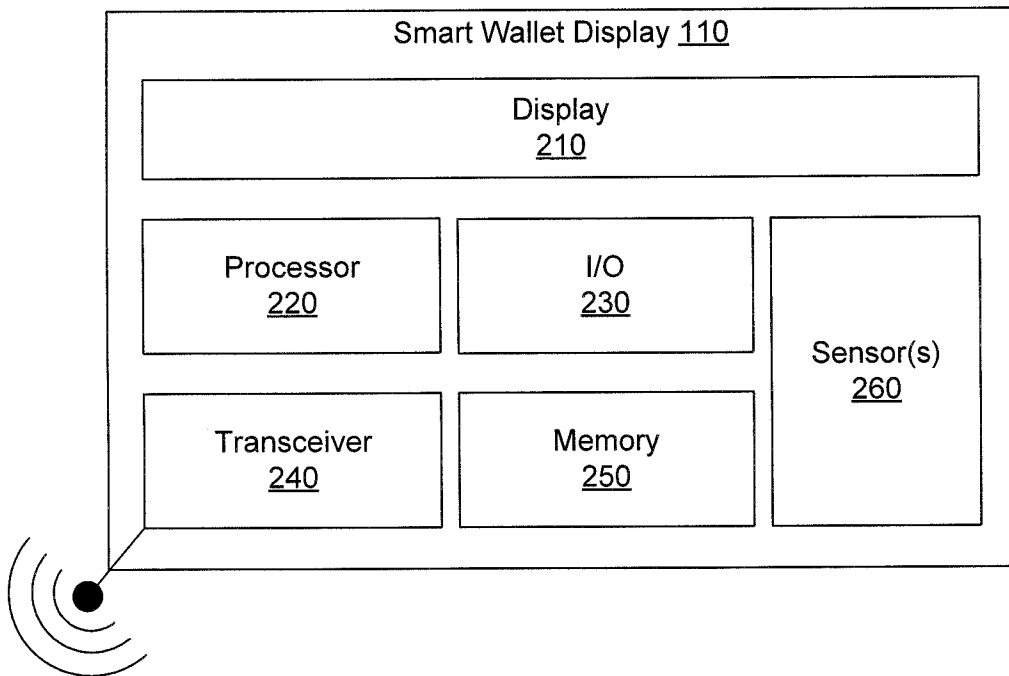 Smart Wallet Display 110
Display
210
Processor
220
I/O
230
Sensor(s)
260
Transceiver
240
Memory
250